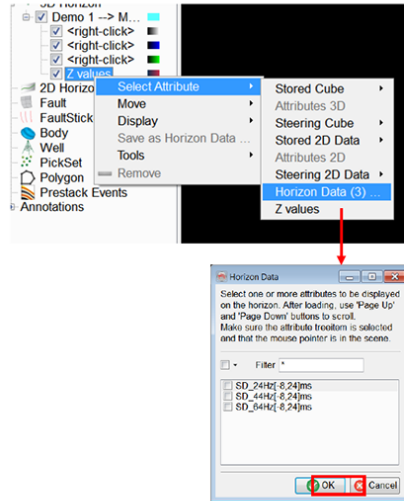 3D Horizon
Demo 1 --> M...
<right-click>
<right-click>
<right-click>
Z values
2D Horizo
Fault
FaultStick
Body
Well
PickSet
Polygon
Prestack Events
Annotations
Select Attribute
Move
Display
Save as Horizon Data ...
Tools
Remove
Stored Cube
Attributes 3D
Steering Cube
Stored 2D Data
Attributes 2D
Steering 2D Data
Horizon Data (3) ...
Z values
Horizon Data
Select one or more attributes to be displayed
on the horizon. After loading, use 'Page Up'
and 'Page Down' buttons to scroll.
Make sure the attribute treeitem is selected
and that the mouse pointer is in the scene.
Filter *
SD_24Hz[-8,24]ms
SD_44Hz[-8,24]ms
SD_64Hz[-8,24]ms
OK
Cancel